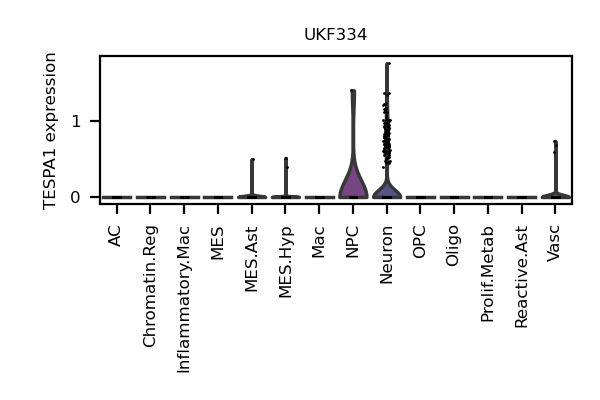 UKF334
TESPA1 expression
1
0
AC
Chromatin.Reg
Inflammatory.Mac
MES
MES.Ast
MES.Hyp
Mac
NPC
Neuron
OPC
Oligo
Prolif.Metab
Reactive.Ast
Vasc